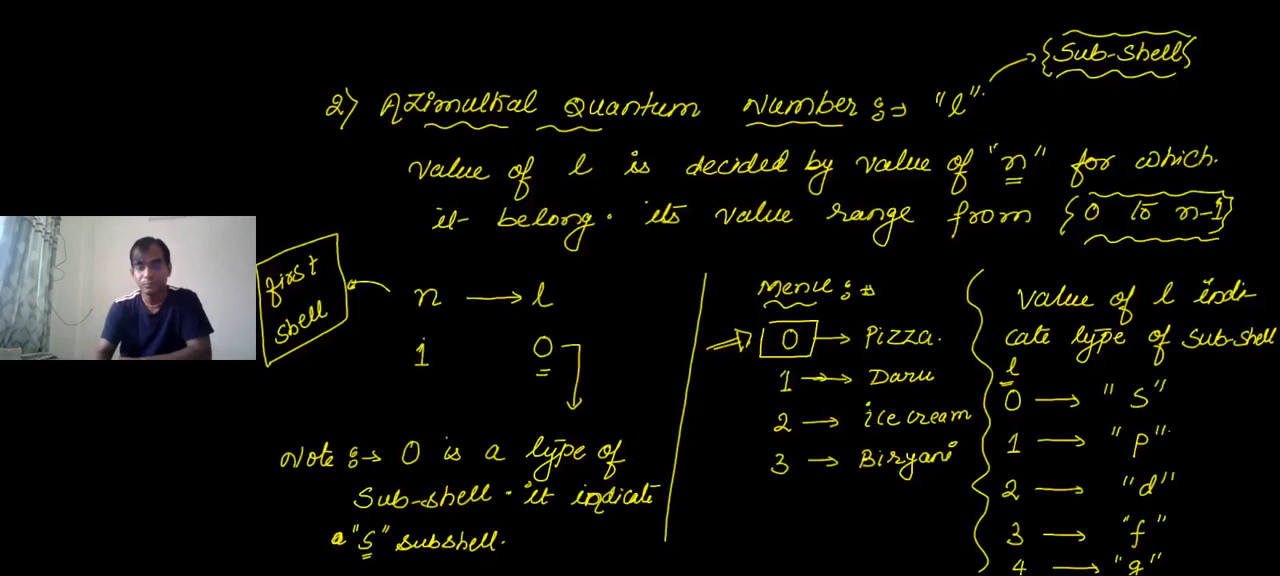 {Sub-Shell}
2) Azimuthal Quantum Number :→ "l"
value of l is decided by value of "n" for which
it belong. its value range from {0 to n-1}
first
shell
n → l
1 0
Note :→ 0 is a type of
Sub-shell. it indicate
a "S" subshell.
Menu :→
0 → Pizza.
1 → Daru
2 → ice cream
3 → Biryani
value of l indi-
cate type of Sub-shell
l
0 → "S"
1 → "p"
2 → "d"
3 → "f"
4 → "g"